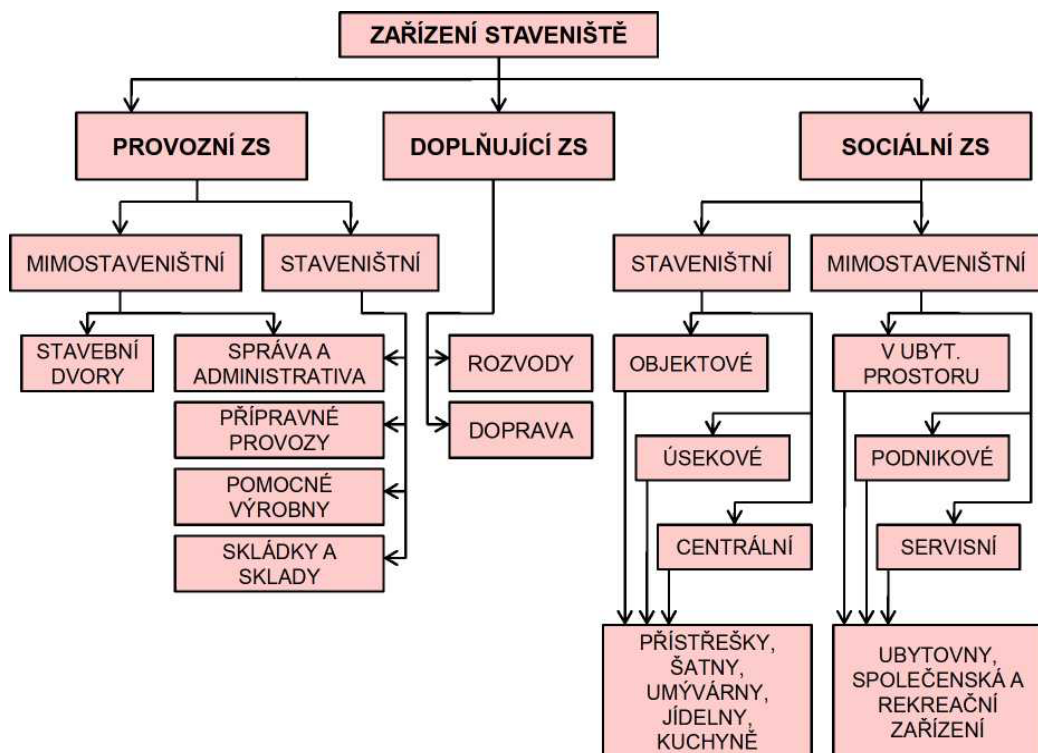 ZAŘÍZENÍ STAVENIŠTĚ
PROVOZNÍ ZS
DOPLŇUJÍCÍ ZS
SOCIÁLNÍ ZS
MIMOSTAVENIŠTNÍ
STAVENIŠTNÍ
STAVENIŠTNÍ
MIMOSTAVENIŠTNÍ
STAVEBNÍ
DVORY
SPRÁVA A
ADMINISTRATIVA
ROZVODY
OBJEKTOVÉ
V UBYT.
PROSTORU
PŘÍPRAVNÉ
PROVOZY
DOPRAVA
ÚSEKOVÉ
PODNIKOVÉ
POMOCNÉ
VÝROBNY
SKLÁDKY A
SKLADY
CENTRÁLNÍ
SERVISNÍ
PŘÍSTŘEŠKY,
ŠATNY,
UMÝVÁRNY,
JÍDELNY,
KUCHYNĚ
UBYTOVNY,
SPOLEČENSKÁ A
REKREAČNÍ
ZAŘÍZENÍ